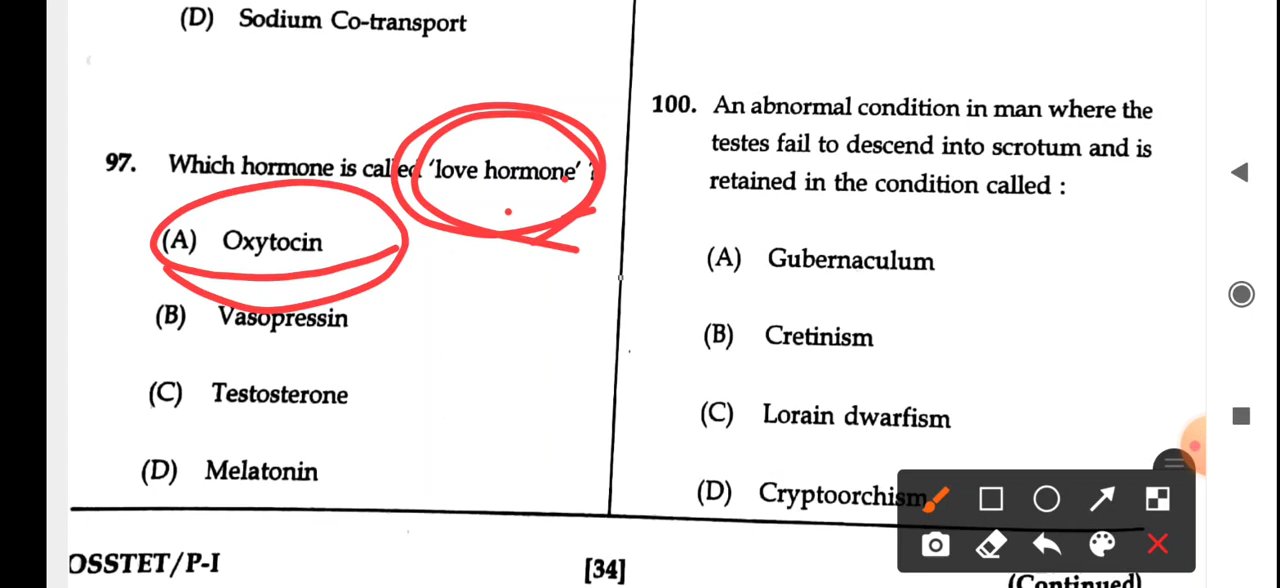 (D) Sodium Co-transport
97. Which hormone is called 'love hormone' ?
(A) Oxytocin
(B) Vasopressin
(C) Testosterone
(D) Melatonin
100. An abnormal condition in man where the
testes fail to descend into scrotum and is
retained in the condition called :
(A) Gubernaculum
(B) Cretinism
(C) Lorain dwarfism
(D) Cryptoorchism
OSSTET/P-I
[34]
(Continued)